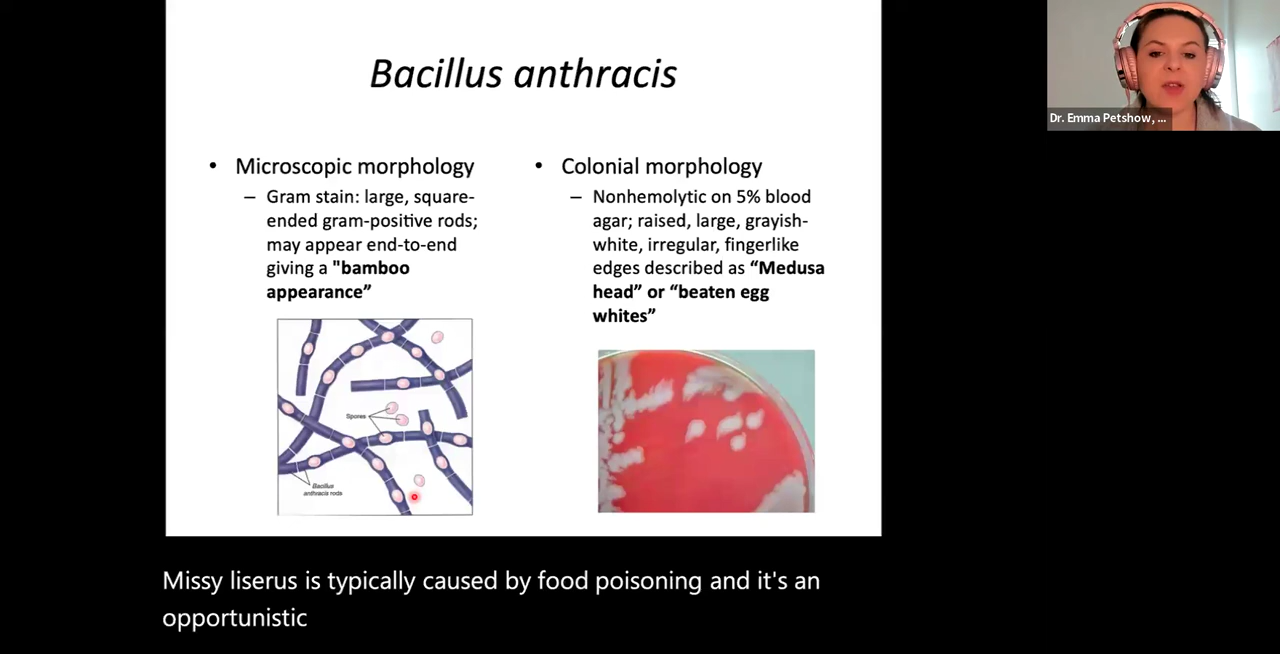 Bacillus anthracis
• Microscopic morphology
– Gram stain: large, square-
ended gram-positive rods;
may appear end-to-end
giving a "bamboo
appearance”
Spores
Bacillus
anthracis rods
• Colonial morphology
– Nonhemolytic on 5% blood
agar; raised, large, grayish-
white, irregular, fingerlike
edges described as “Medusa
head” or “beaten egg
whites”
Dr. Emma Petshow, ...
Missy liserus is typically caused by food poisoning and it's an
opportunistic